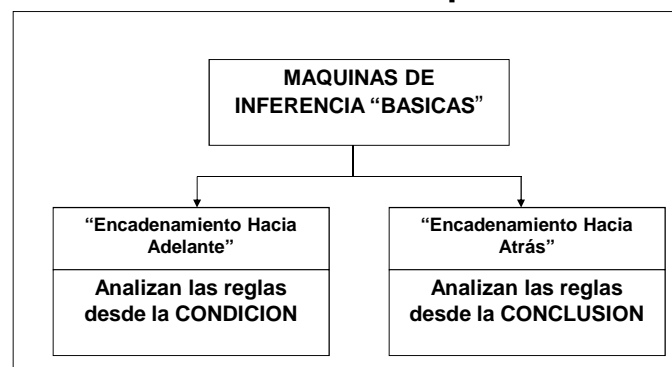 MAQUINAS DE
INFERENCIA “BASICAS”
“Encadenamiento Hacia
Adelante”
Analizan las reglas
desde la CONDICION
“Encadenamiento Hacia
Atrás”
Analizan las reglas
desde la CONCLUSION